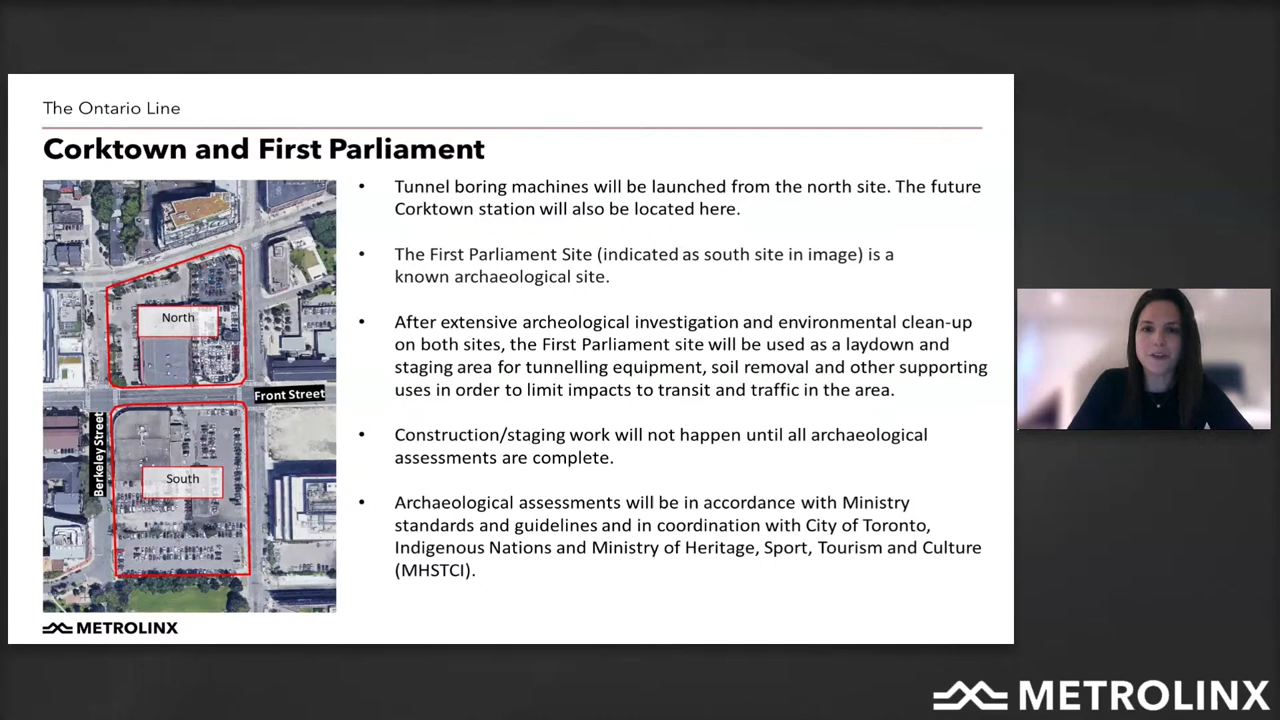 The Ontario Line
Corktown and First Parliament
North
Front Street
Berkeley Street
South
• Tunnel boring machines will be launched from the north site. The future
Corktown station will also be located here.
• The First Parliament Site (indicated as south site in image) is a
known archaeological site.
• After extensive archeological investigation and environmental clean-up
on both sites, the First Parliament site will be used as a laydown and
staging area for tunnelling equipment, soil removal and other supporting
uses in order to limit impacts to transit and traffic in the area.
• Construction/staging work will not happen until all archaeological
assessments are complete.
• Archaeological assessments will be in accordance with Ministry
standards and guidelines and in coordination with City of Toronto,
Indigenous Nations and Ministry of Heritage, Sport, Tourism and Culture
(MHSTCI).
METROLINX
METROLINX